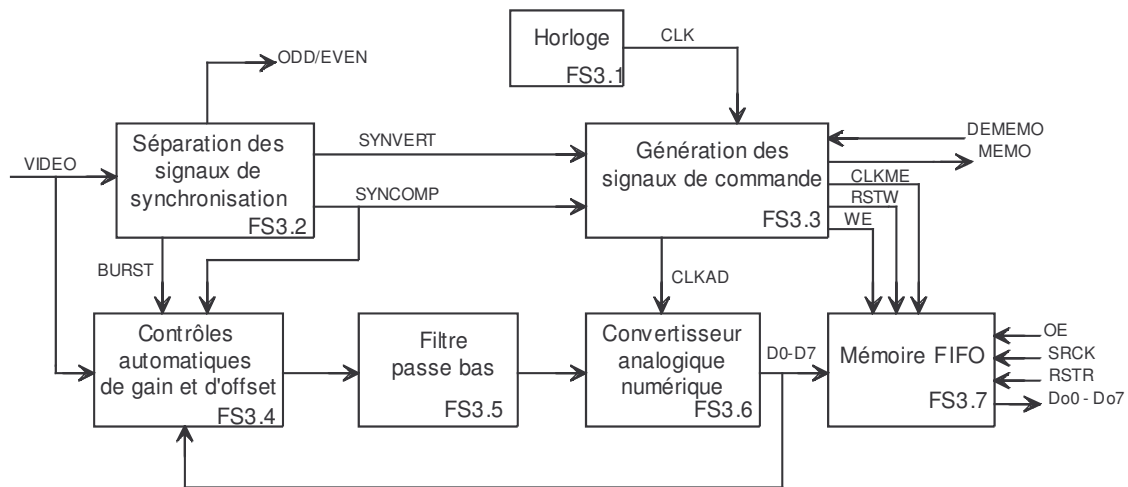 Horloge
FS3.1
CLK
ODD/EVEN
VIDEO
Séparation des
signaux de
synchronisation
FS3.2
SYNVERT
SYNCOMP
Génération des
signaux de commande
FS3.3
DEMEMO
MEMO
CLKME
RSTW
WE
BURST
CLKAD
Contrôles
automatiques
de gain et d'offset
FS3.4
Filtre
passe bas
FS3.5
Convertisseur
analogique
numérique
FS3.6
D0-D7
Mémoire FIFO
FS3.7
OE
SRCK
RSTR
Do0 - Do7